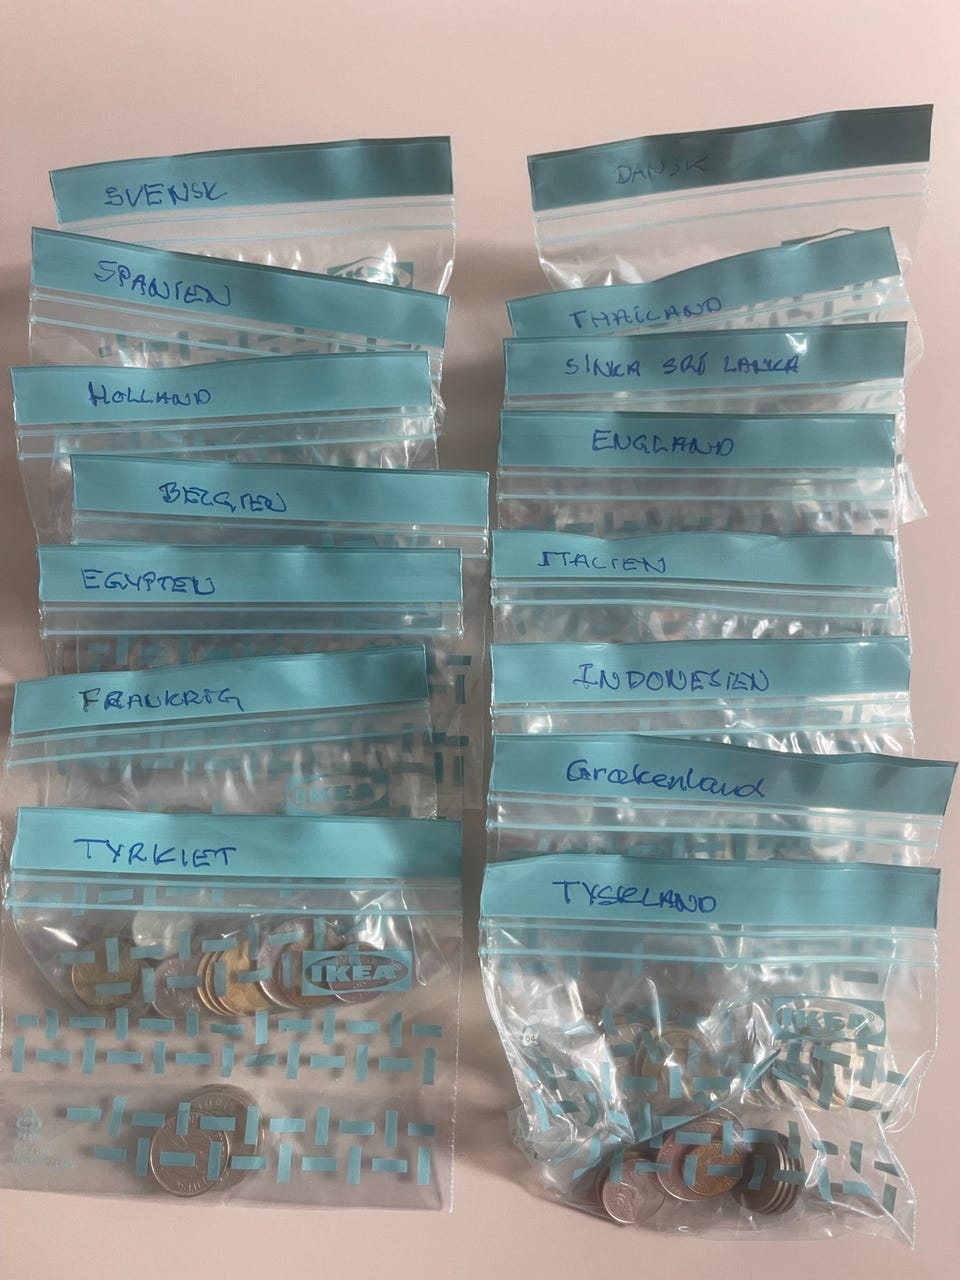 SVENSK
IKEA
SPANIEN
HOLLAND
BELGIEN
EGYPTEN
FRANKRIG
IKEA
TYRKIET
IKEA
DANSK
THAILAND
SINKA SRI LANKA
ENGLAND
ITALIEN
INDONESIEN
Grækenland
TYSKLAND
IKEA